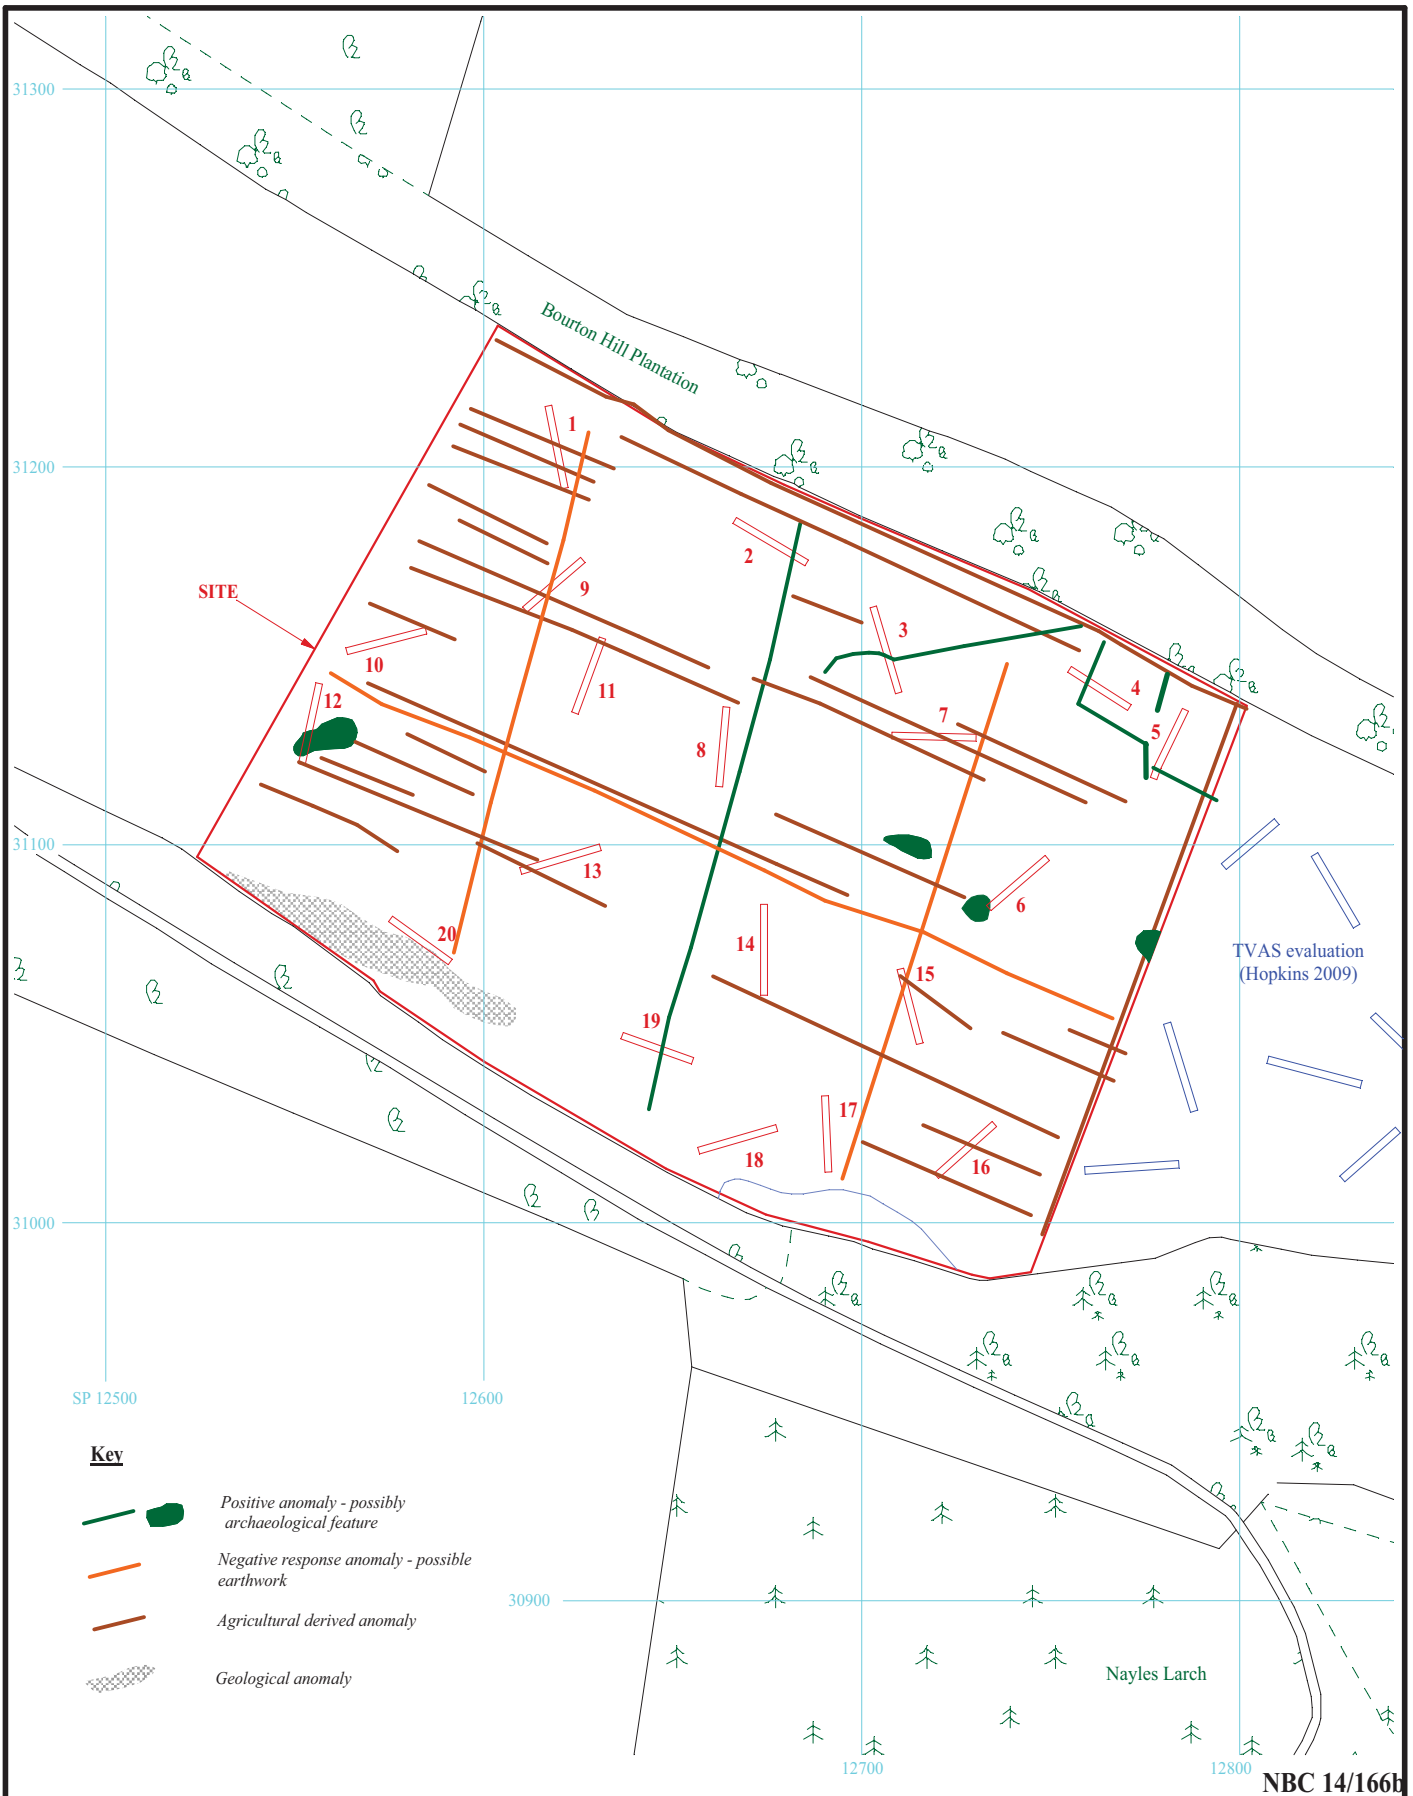 31300
Bourton Hill Plantation
1
31200
2
9
SITE
3
10
11
4
12
7
5
8
31100
13
6
20
14
TVAS evaluation
(Hopkins 2009)
15
19
17
18
16
31000
SP 12500
12600
Key
Positive anomaly - possibly
archaeological feature
Negative response anomaly - possible
earthwork
30900
Agricultural derived anomaly
Geological anomaly
Nayles Larch
12700
12800
NBC 14/166b